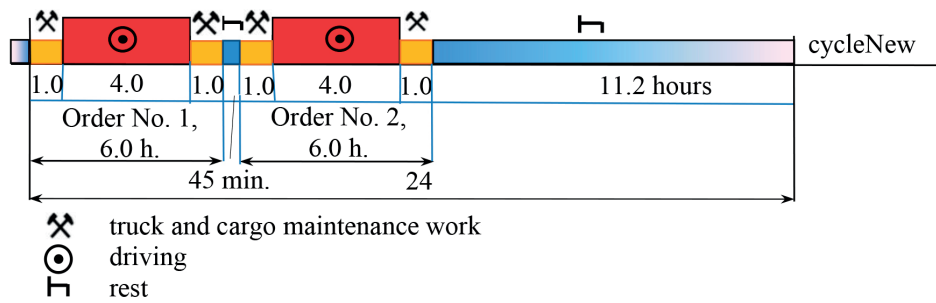 cycleNew
1.0 4.0 1.0 1.0 4.0 1.0 11.2 hours
Order No. 1, Order No. 2,
6.0 h. 6.0 h.
45 min. 24
truck and cargo maintenance work
driving
rest